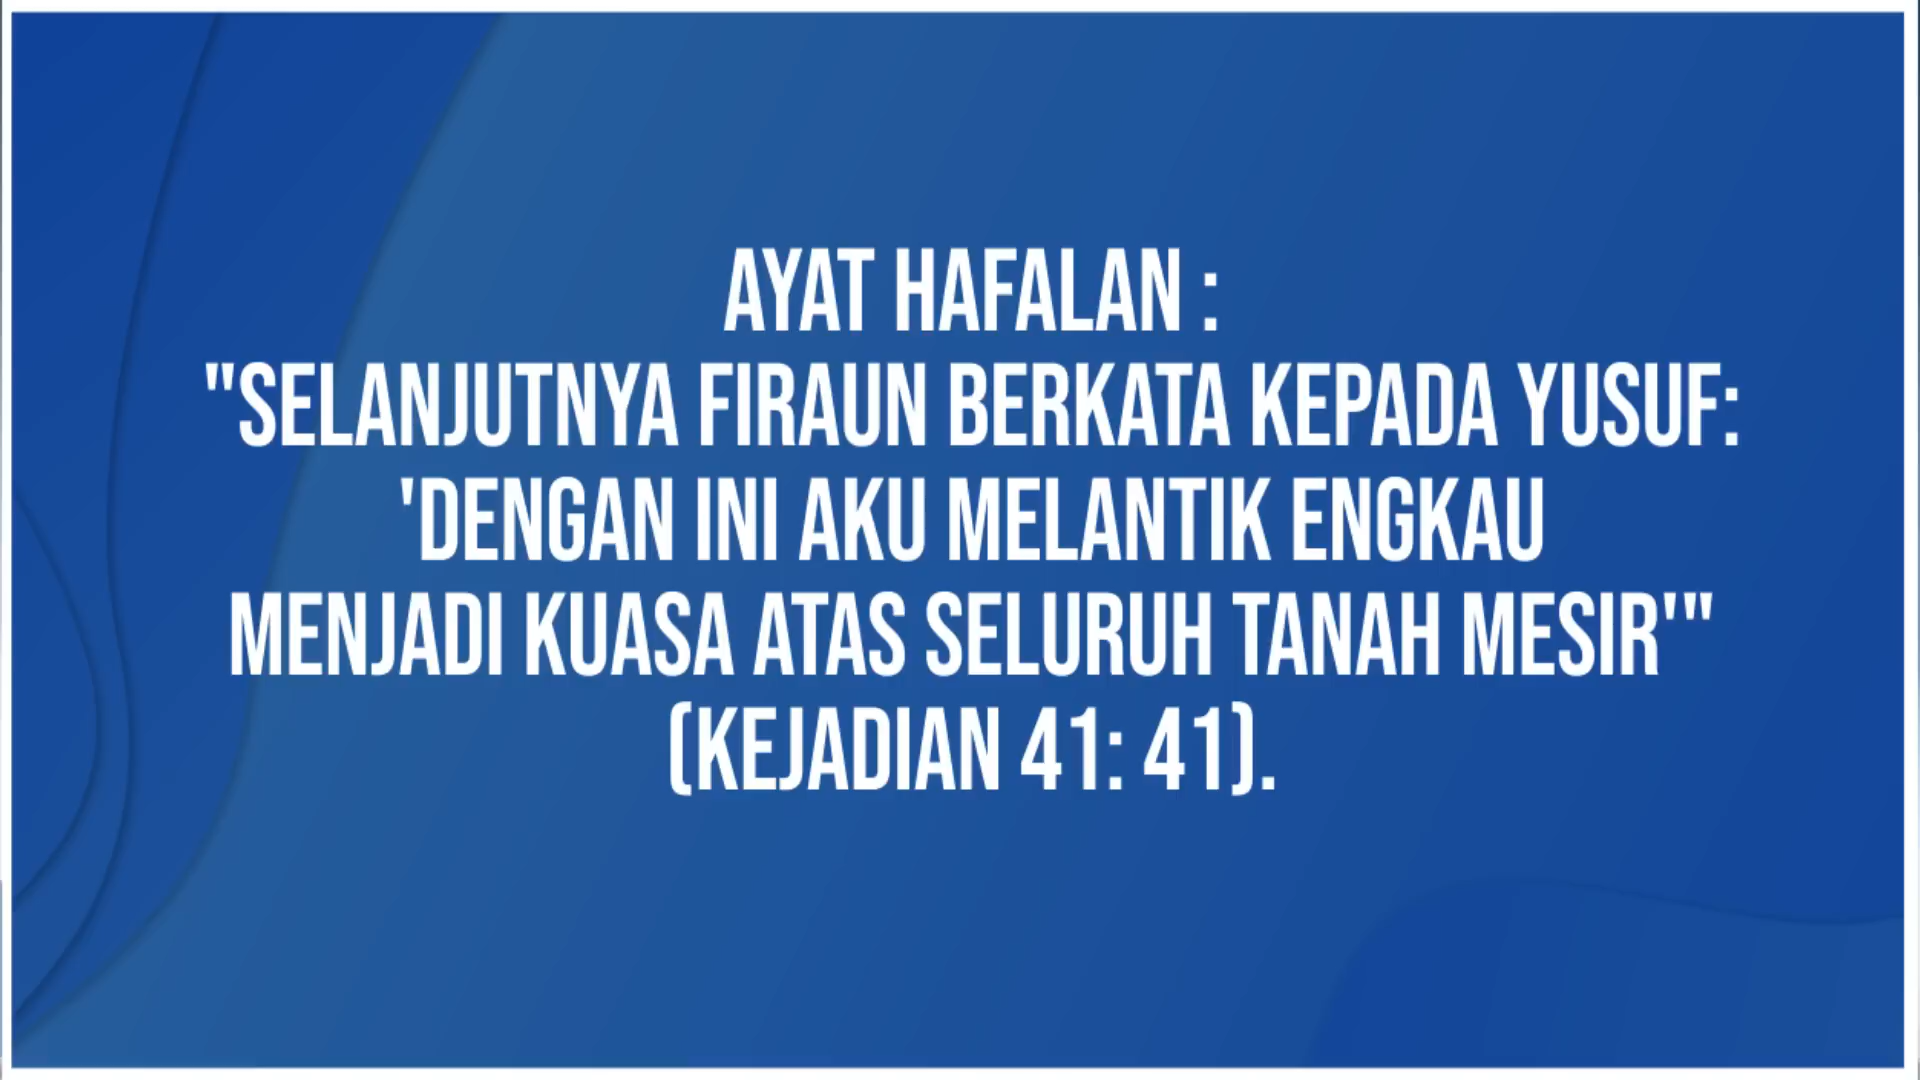 AYAT HAFALAN :
"SELANJUTNYA FIRAUN BERKATA KEPADA YUSUF:
'DENGAN INI AKU MELANTIK ENGKAU
MENJADI KUASA ATAS SELURUH TANAH MESIR'"
(KEJADIAN 41: 41).